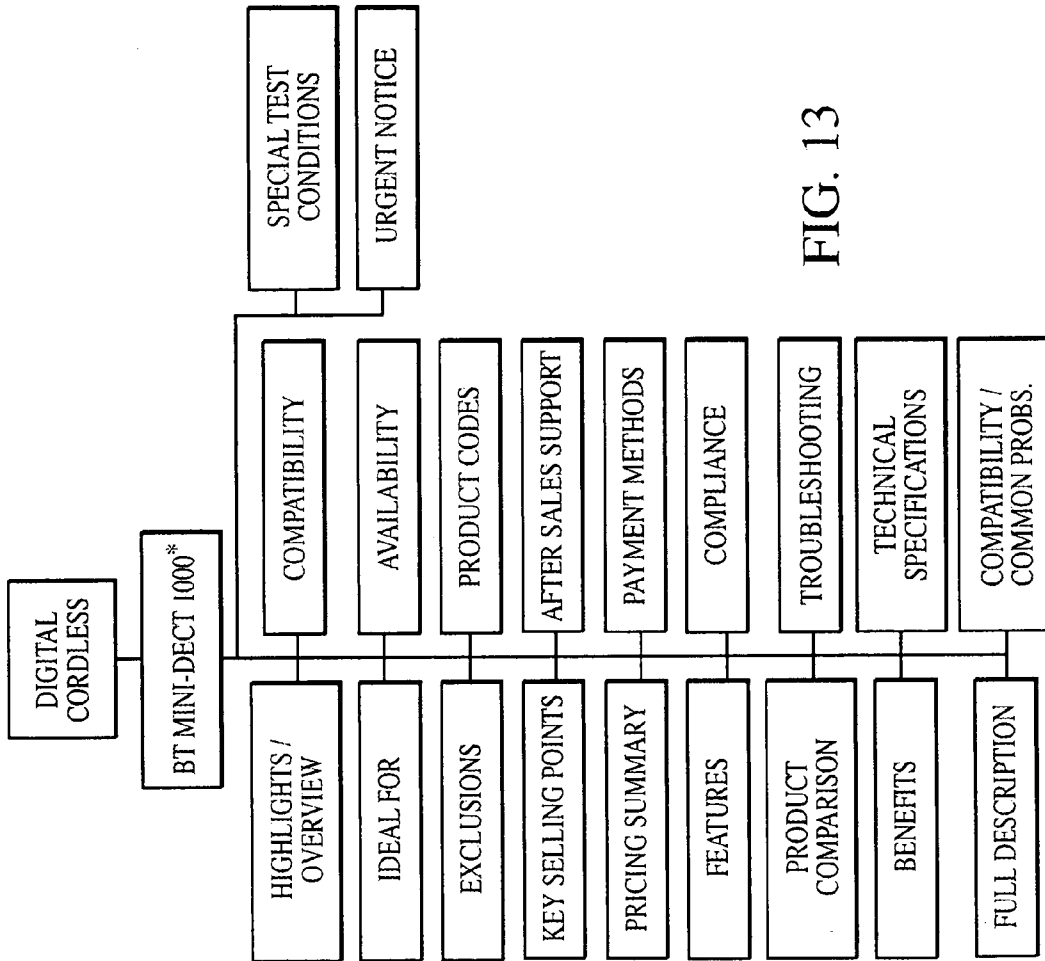 DIGITAL
CORDLESS
BT MINI-DECT 1000*
SPECIAL TEST
CONDITIONS
URGENT NOTICE
HIGHLIGHTS /
OVERVIEW
COMPATIBILITY
IDEAL FOR
AVAILABILITY
EXCLUSIONS
PRODUCT CODES
KEY SELLING POINTS
AFTER SALES SUPPORT
PRICING SUMMARY
PAYMENT METHODS
FEATURES
COMPLIANCE
PRODUCT
COMPARISON
TROUBLESHOOTING
BENEFITS
TECHNICAL
SPECIFICATIONS
FULL DESCRIPTION
COMPATIBILITY /
COMMON PROBS.
FIG. 13